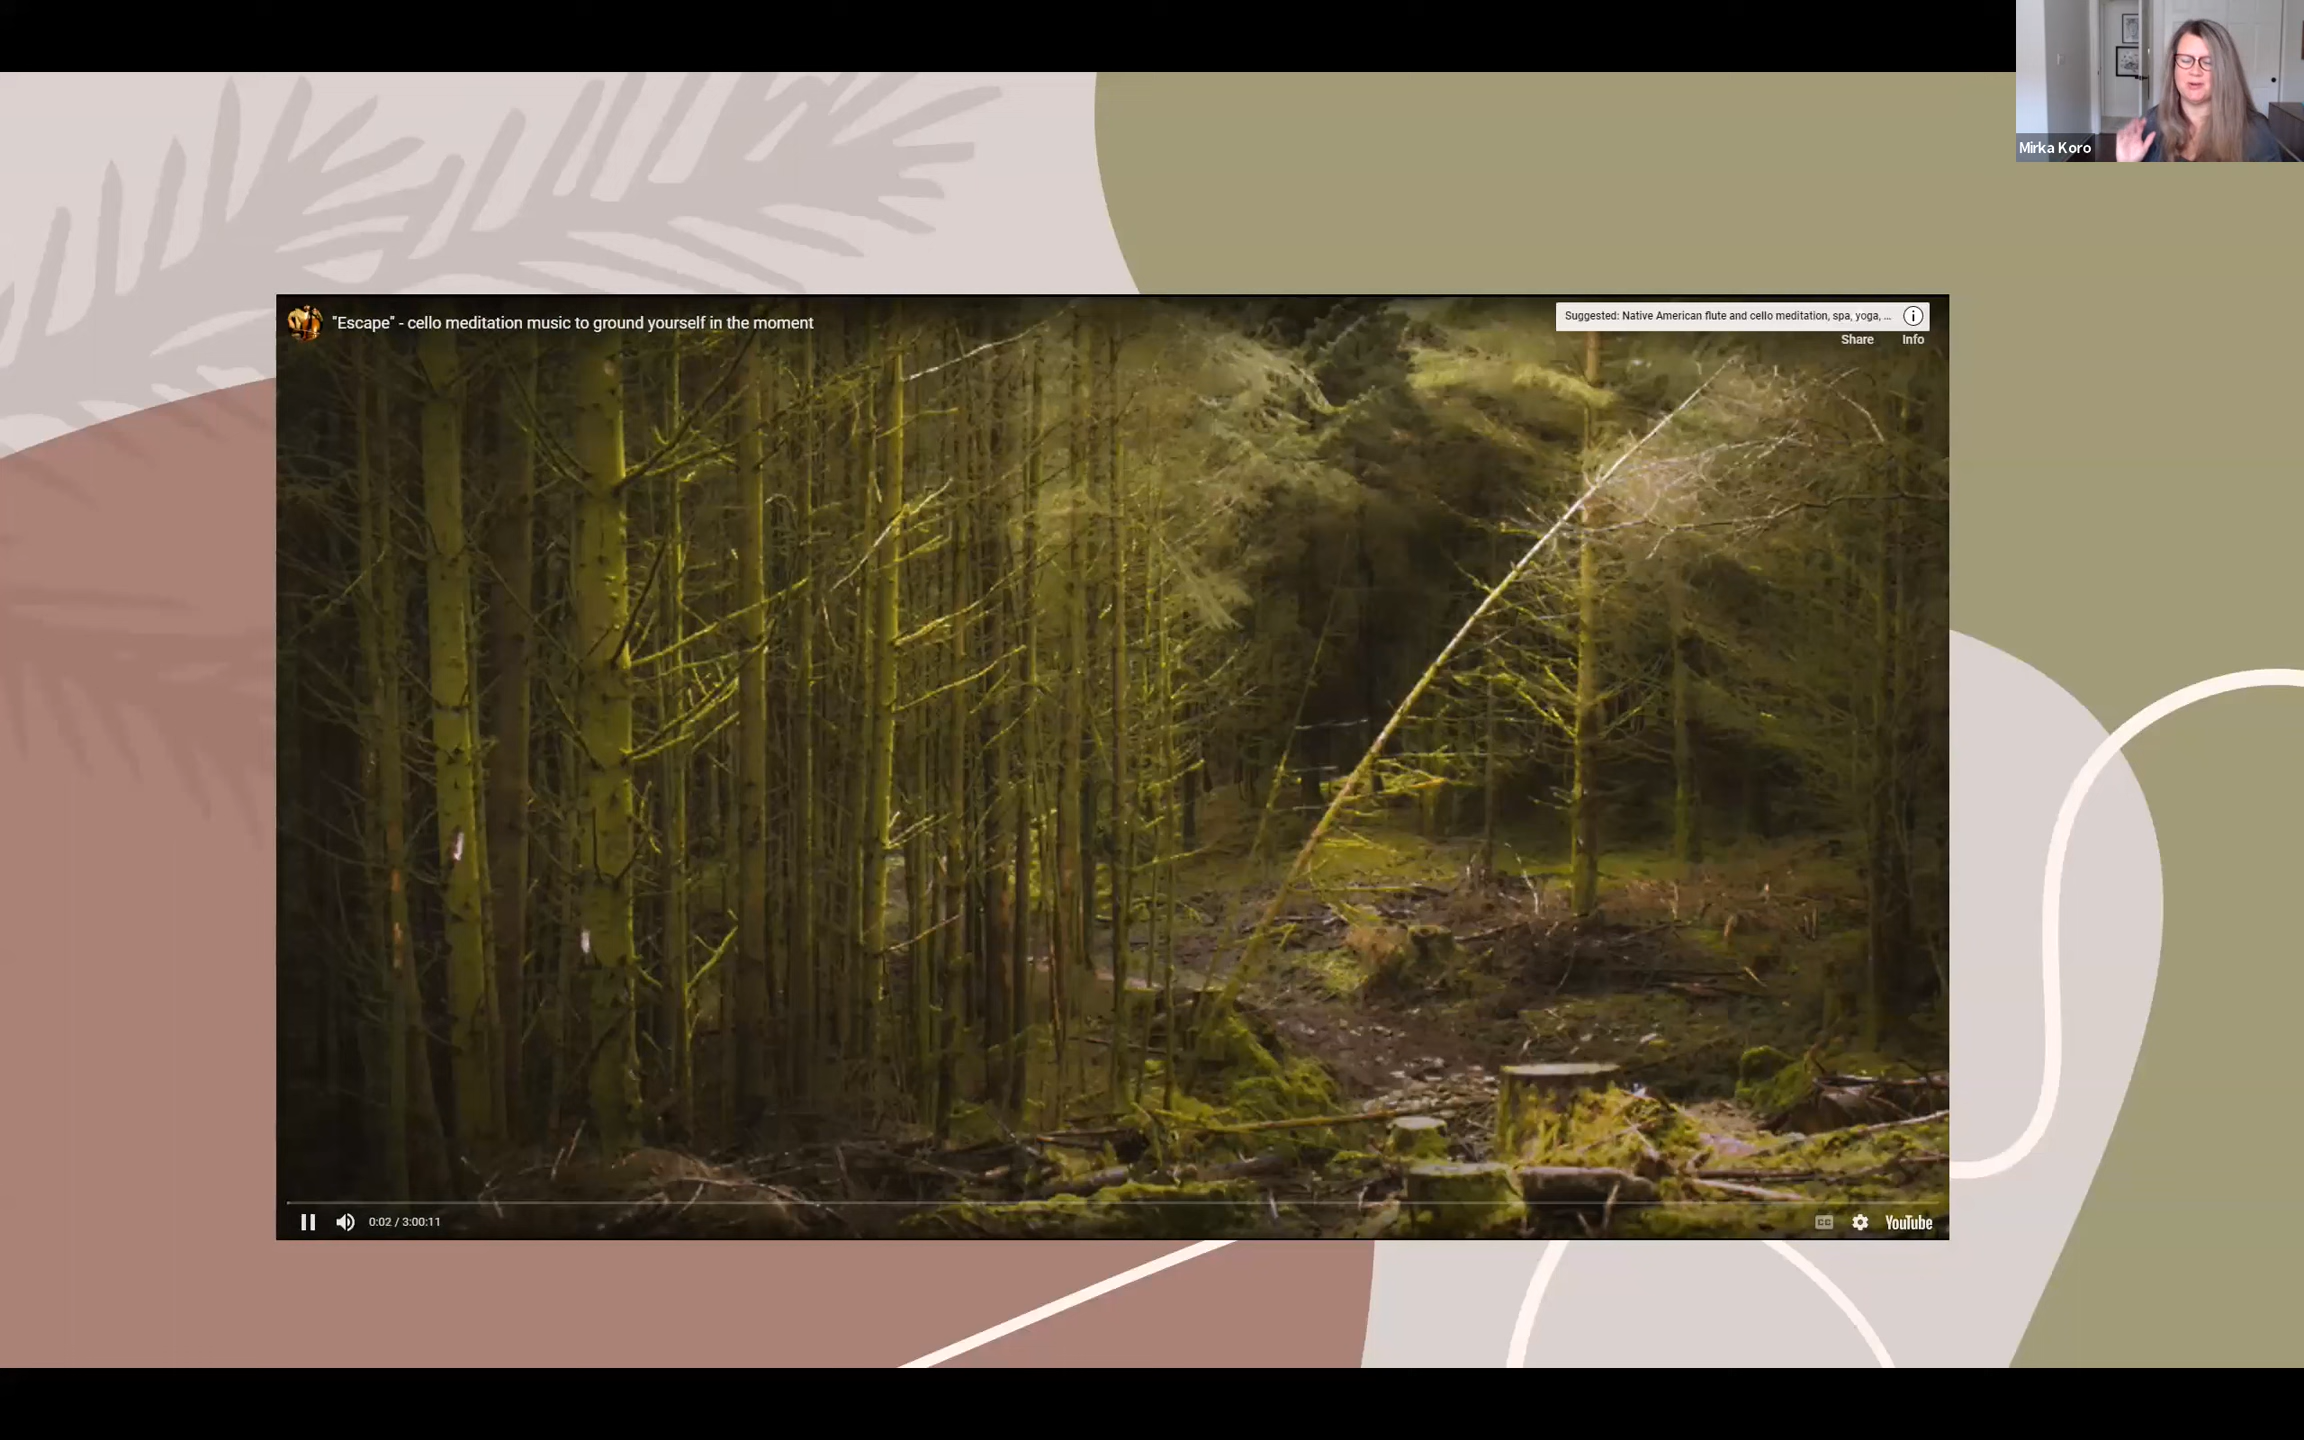 Mirka Koro
"Escape" - cello meditation music to ground yourself in the moment
Suggested: Native American flute and cello meditation, spa, yoga, ...
Share
Info
0:02 / 3:00:11
CC
YouTube